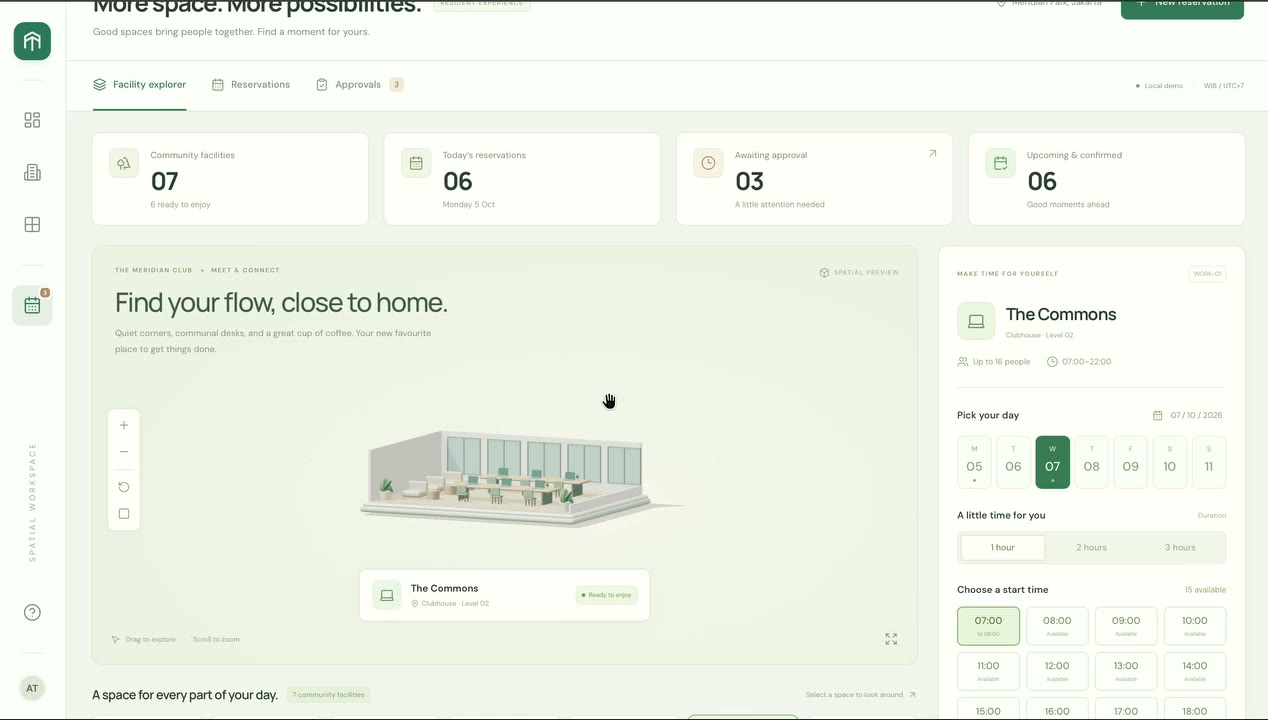 More space. More possibilities.
RESIDENT EXPERIENCE
Meridian Park, Jakarta
New reservation
Good spaces bring people together. Find a moment for yours.
Facility explorer
Reservations
Approvals 3
Local demo · WIB / UTC+7
Community facilities
07
6 ready to enjoy
Today's reservations
06
Monday 5 Oct
Awaiting approval
03
A little attention needed
Upcoming & confirmed
06
Good moments ahead
3
SPATIAL WORKSPACE
AT
THE MERIDIAN CLUB MEET & CONNECT
SPATIAL PREVIEW
Find your flow, close to home.
Quiet corners, communal desks, and a great cup of coffee. Your new favourite
place to get things done.
The Commons
Clubhouse · Level 02
Ready to enjoy
Drag to explore · Scroll to zoom
A space for every part of your day.
7 community facilities
Select a space to look around
MAKE TIME FOR YOURSELF
WORK-01
The Commons
Clubhouse · Level 02
Up to 16 people
07:00–22:00
Pick your day
07 / 10 / 2026
M T W T F S S
05 06 07 08 09 10 11
A little time for you
Duration
1 hour 2 hours 3 hours
Choose a start time
15 available
07:00 08:00 09:00 10:00
to 08:00 Available Available Available
11:00 12:00 13:00 14:00
Available Available Available Available
15:00 16:00 17:00 18:00